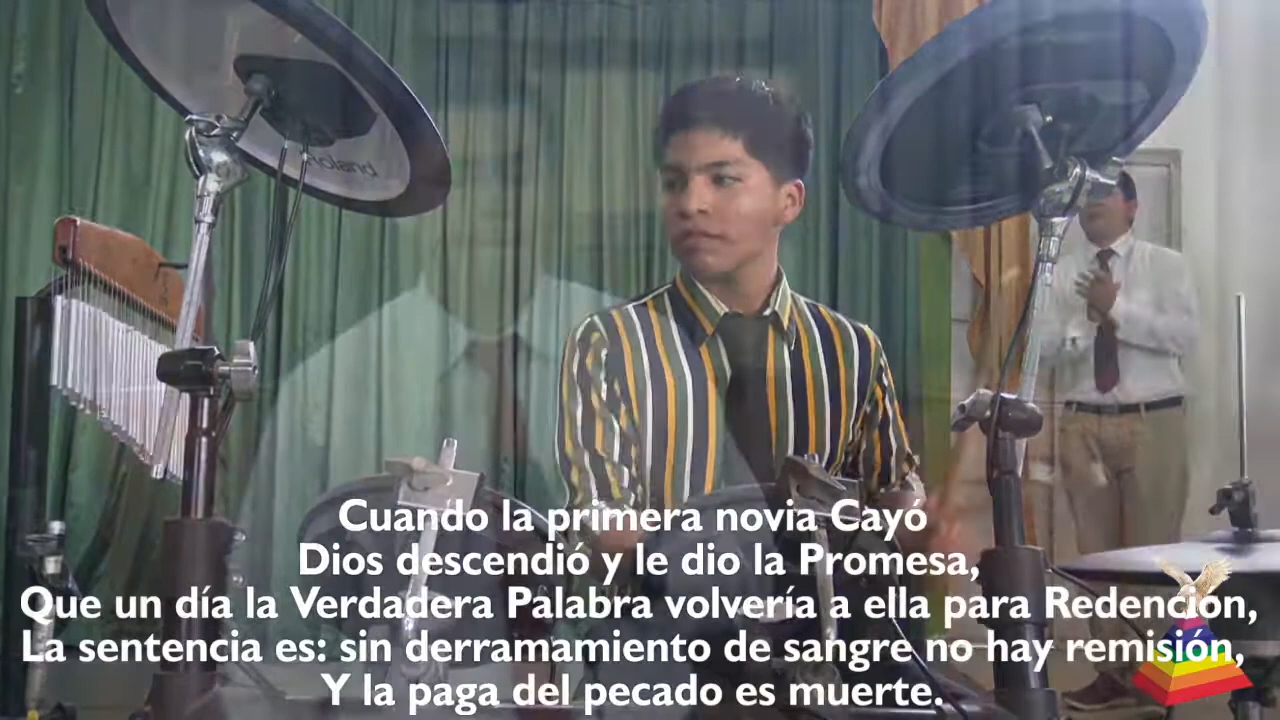 Roland
Cuando la primera novia Cayó
Dios descendió y le dio la Promesa,
Que un día la Verdadera Palabra volvería a ella para Redención,
La sentencia es: sin derramamiento de sangre no hay remisión,
Y la paga del pecado es muerte.